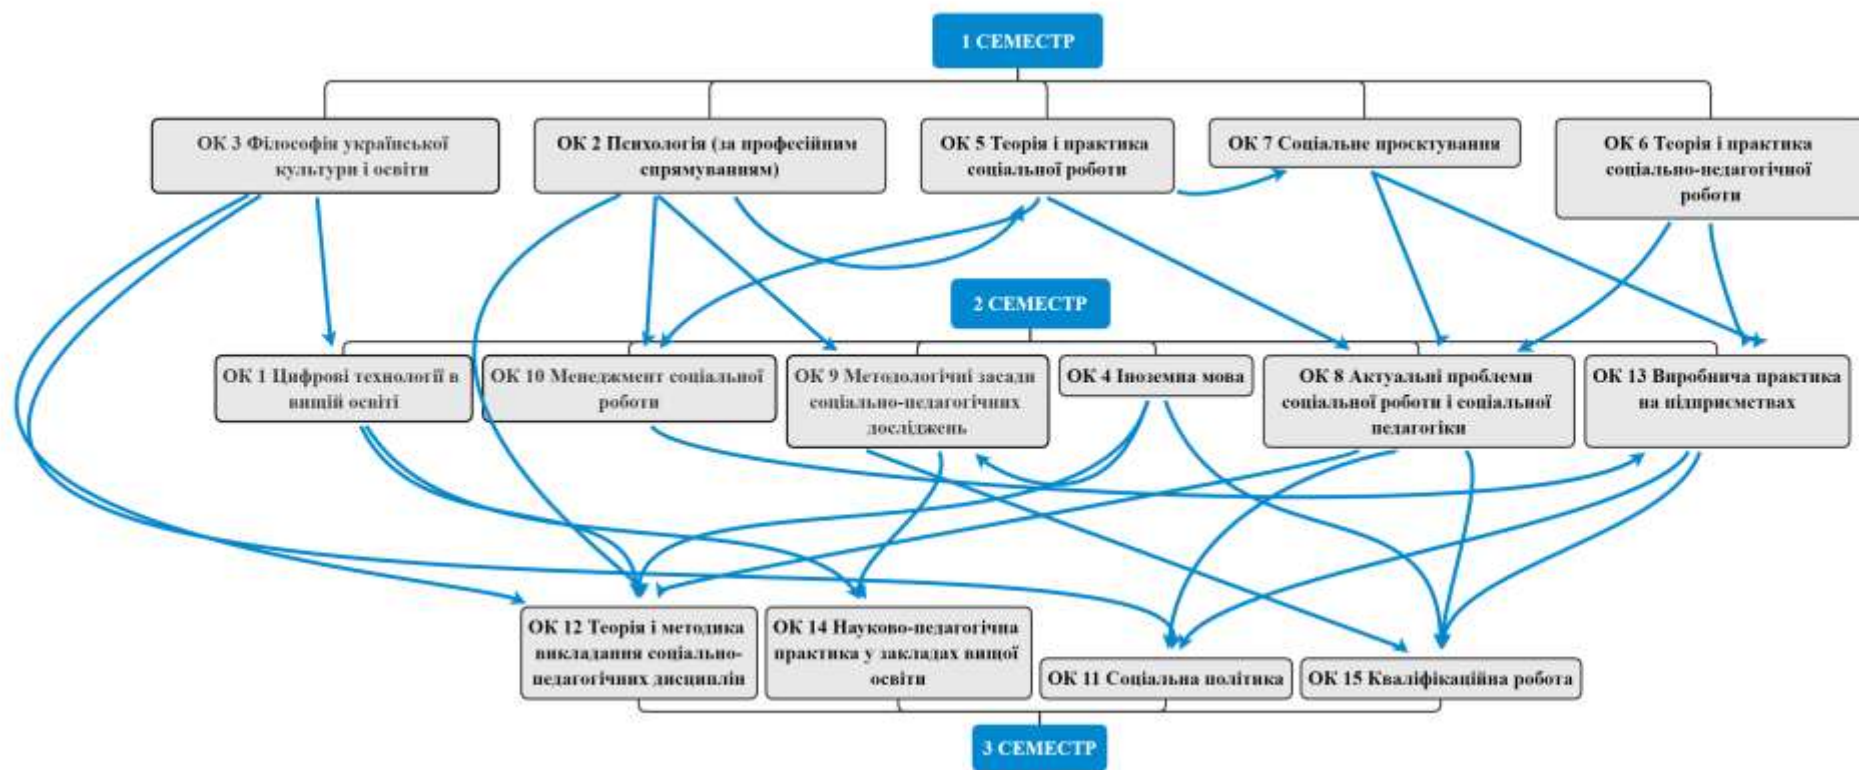 1 СЕМЕСТР
ОК 3 Філософія української
культури і освіти
ОК 2 Психологія (за професійним
спрямуванням)
ОК 5 Теорія і практика
соціальної роботи
ОК 7 Соціальне проєктування
ОК 6 Теорія і практика
соціально-педагогічної
роботи
2 СЕМЕСТР
ОК 1 Цифрові технології в
вищій освіті
ОК 10 Менеджмент соціальної
роботи
ОК 9 Методологічні засади
соціально-педагогічних
досліджень
ОК 4 Іноземна мова
ОК 8 Актуальні проблеми
соціальної роботи і соціальної
педагогіки
ОК 13 Виробнича практика
на підприємтвах
ОК 12 Теорія і методика
викладання соціально-
педагогічних дисциплін
ОК 14 Науково-педагогічна
практика у закладах вищої
освіти
ОК 11 Соціальна політика
ОК 15 Кваліфікаційна робота
3 СЕМЕСТР